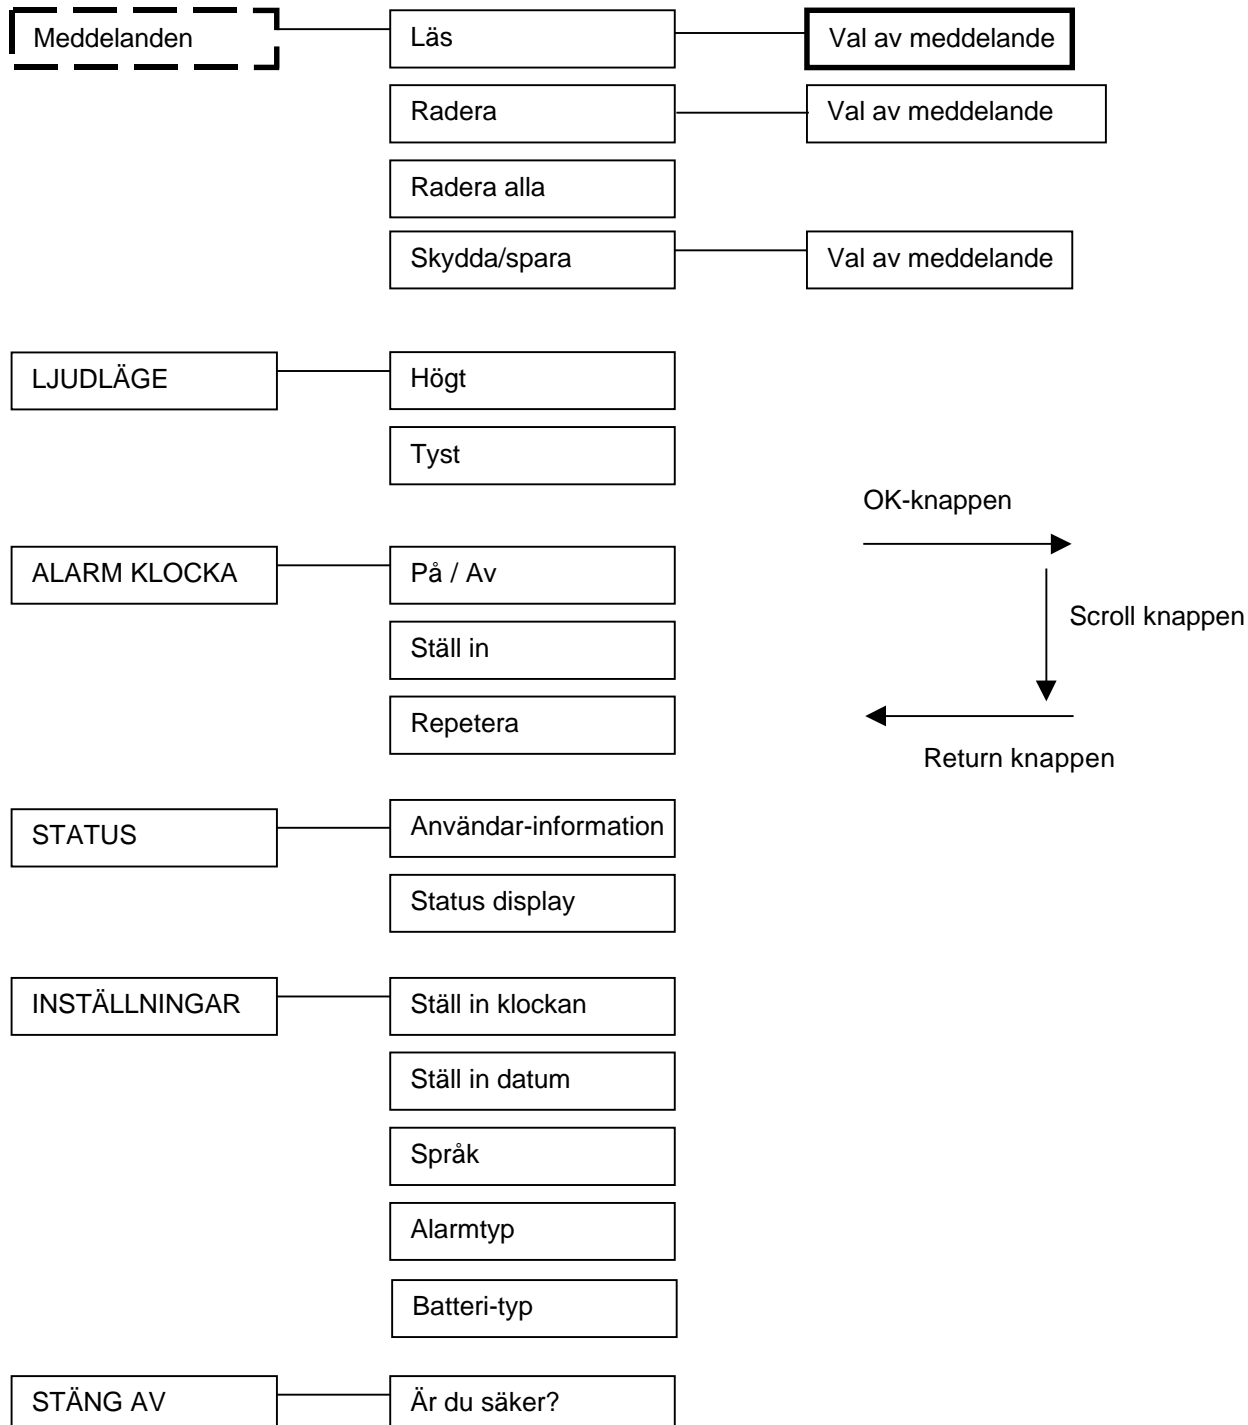 Meddelanden
Läs
Val av meddelande
Radera
Val av meddelande
Radera alla
Skydda/spara
Val av meddelande
LJUDLÄGE
Högt
Tyst
OK-knappen
ALARM KLOCKA
På / Av
Scroll knappen
Ställ in
Repetera
Return knappen
STATUS
Användar-information
Status display
INSTÄLLNINGAR
Ställ in klockan
Ställ in datum
Språk
Alarmtyp
Batteri-typ
STÄNG AV
Är du säker?